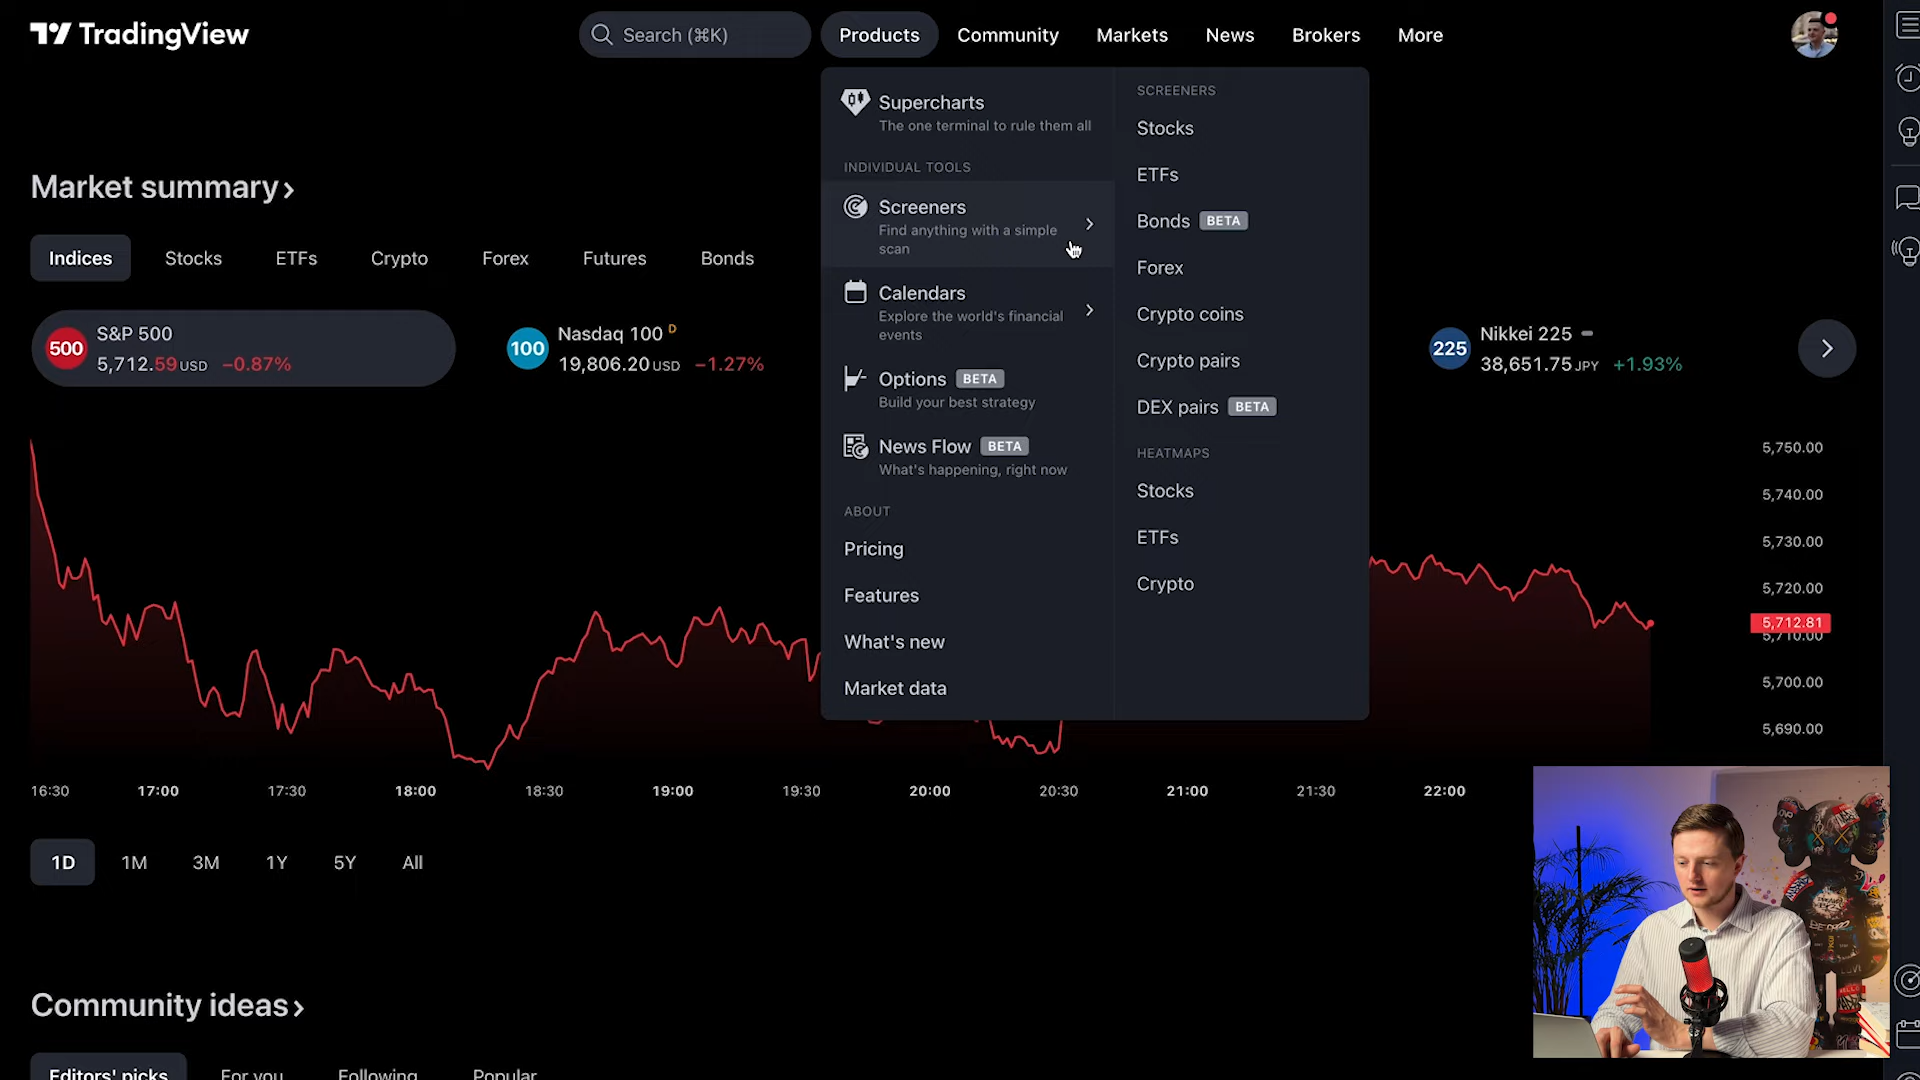 TradingView
Search (⌘K)
Products
Community
Markets
News
Brokers
More
Supercharts
The one terminal to rule them all
INDIVIDUAL TOOLS
Screeners
Find anything with a simple
scan
Calendars
Explore the world's financial
events
Options BETA
Build your best strategy
News Flow BETA
What's happening, right now
ABOUT
Pricing
Features
What's new
Market data
SCREENERS
Stocks
ETFs
Bonds BETA
Forex
Crypto coins
Crypto pairs
DEX pairs BETA
HEATMAPS
Stocks
ETFs
Crypto
Market summary
Indices
Stocks
ETFs
Crypto
Forex
Futures
Bonds
500
S&P 500
5,712.59 USD −0.87%
100
Nasdaq 100 D
19,806.20 USD −1.27%
225
Nikkei 225
38,651.75 JPY +1.93%
5,750.00
5,740.00
5,730.00
5,720.00
5,712.81
5,710.00
5,700.00
5,690.00
16:30 17:00 17:30 18:00 18:30 19:00 19:30 20:00 20:30 21:00 21:30 22:00
1D
1M
3M
1Y
5Y
All
Community ideas
Editors' picks
For you
Following
Popular